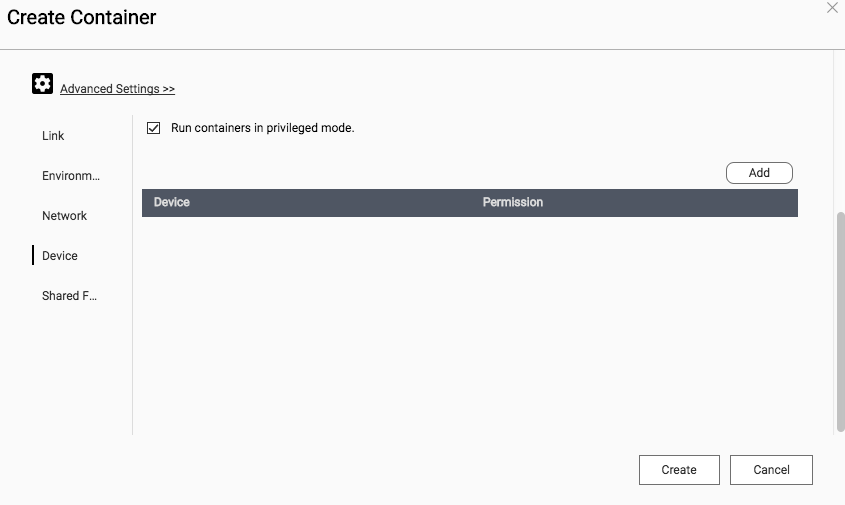 Create Container
Advanced Settings >>
Link
Environm...
Network
Device
Shared F...
Run containers in privileged mode.
Add
Device Permission
Create Cancel